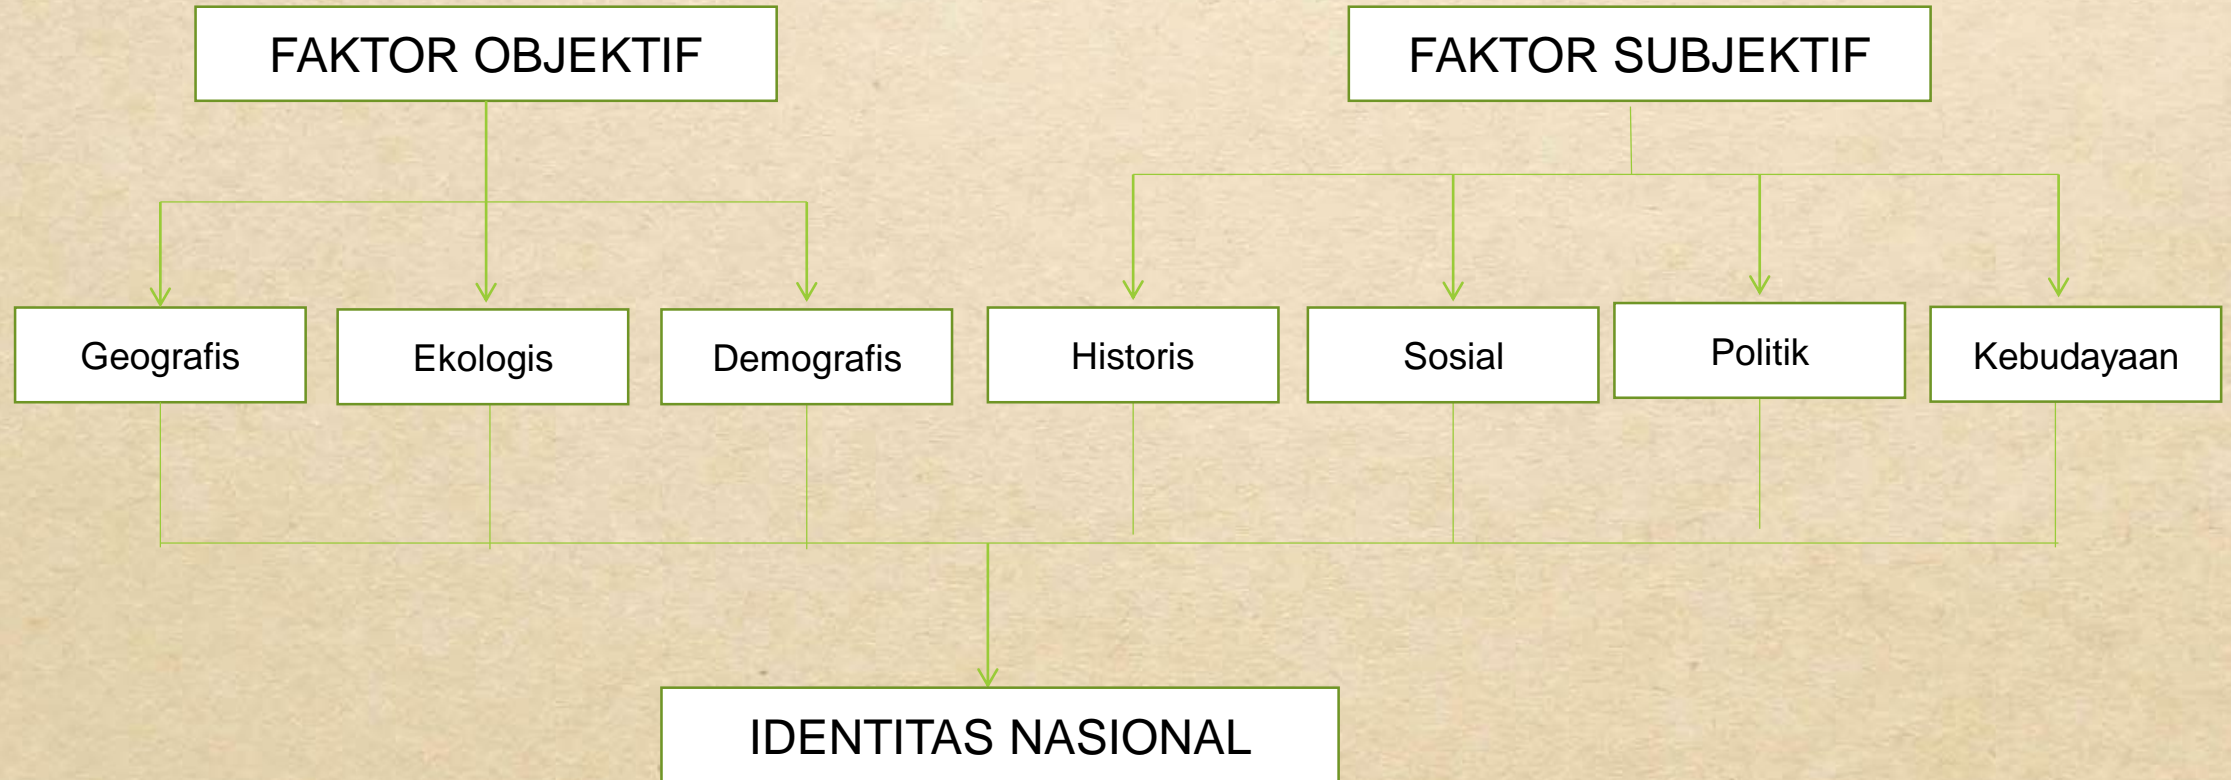 FAKTOR OBJEKTIF
FAKTOR SUBJEKTIF
Geografis
Ekologis
Demografis
Historis
Sosial
Politik
Kebudayaan
IDENTITAS NASIONAL